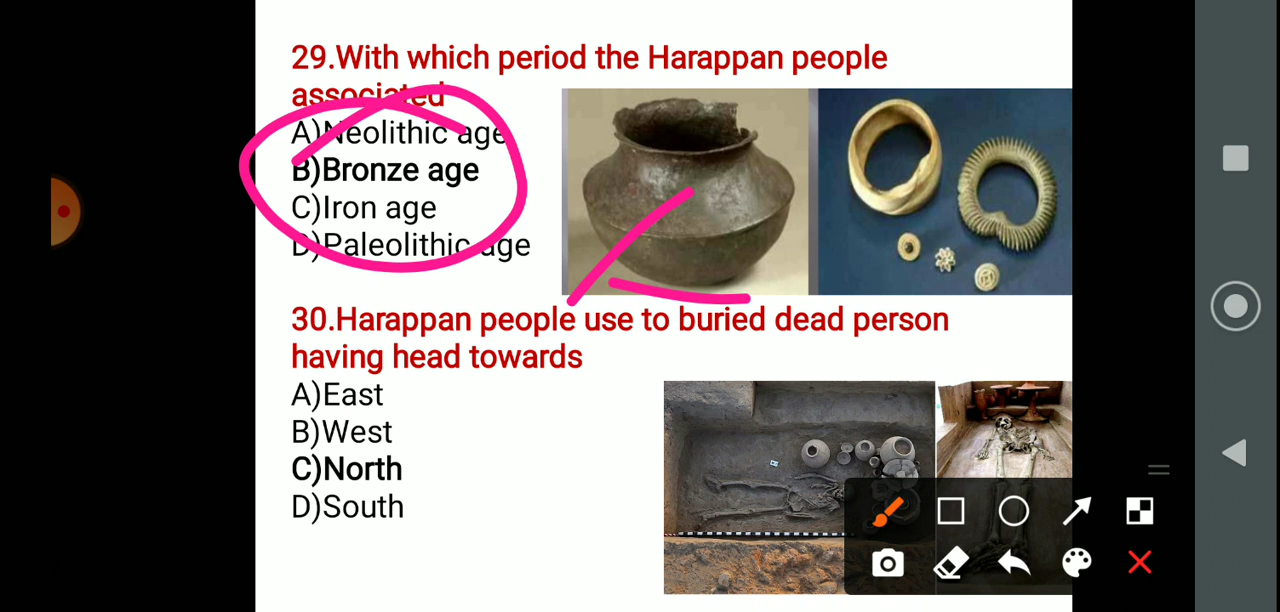 29.With which period the Harappan people
associated
A)Neolithic age
B)Bronze age
C)Iron age
D)Paleolithic age
30.Harappan people use to buried dead person
having head towards
A)East
B)West
C)North
D)South